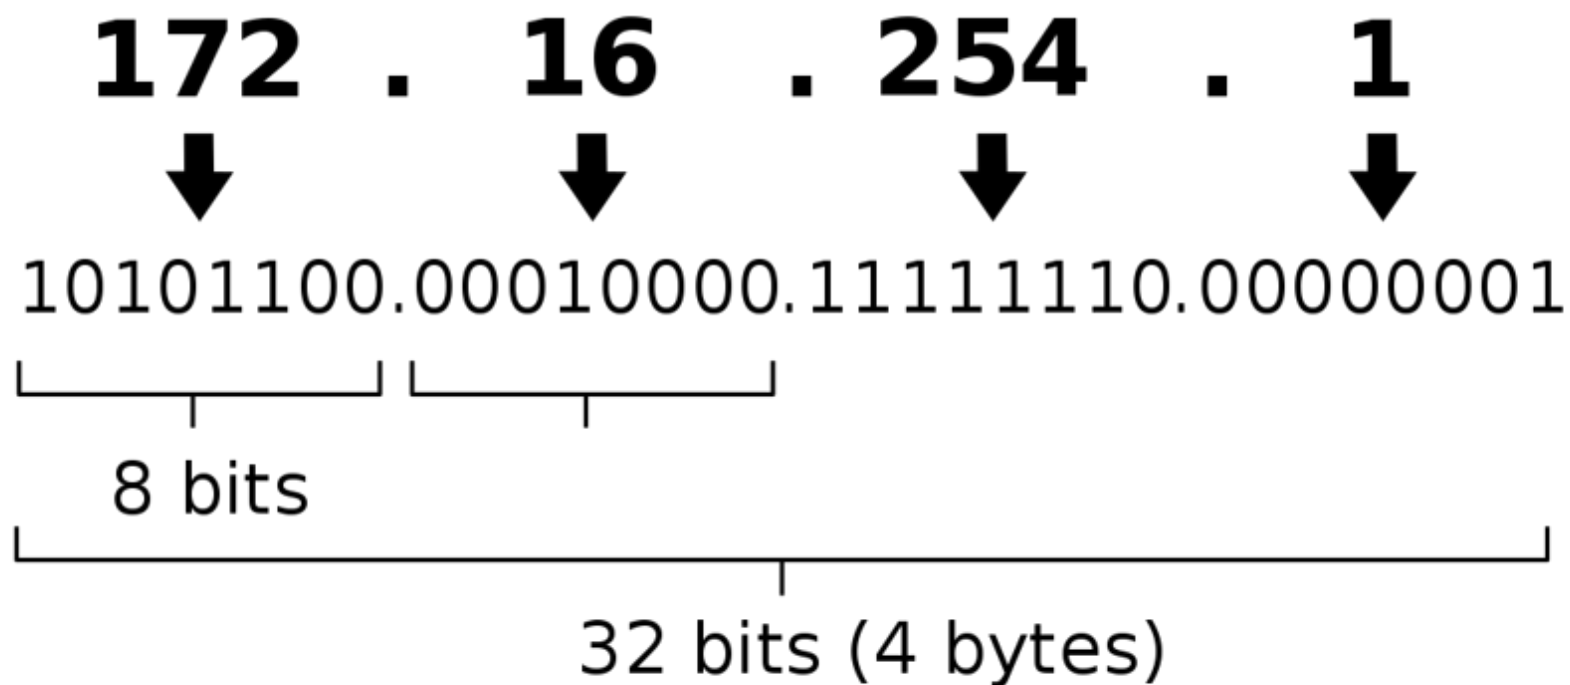 172 . 16 . 254 . 1
10101100.00010000.11111110.00000001
8 bits
32 bits (4 bytes)